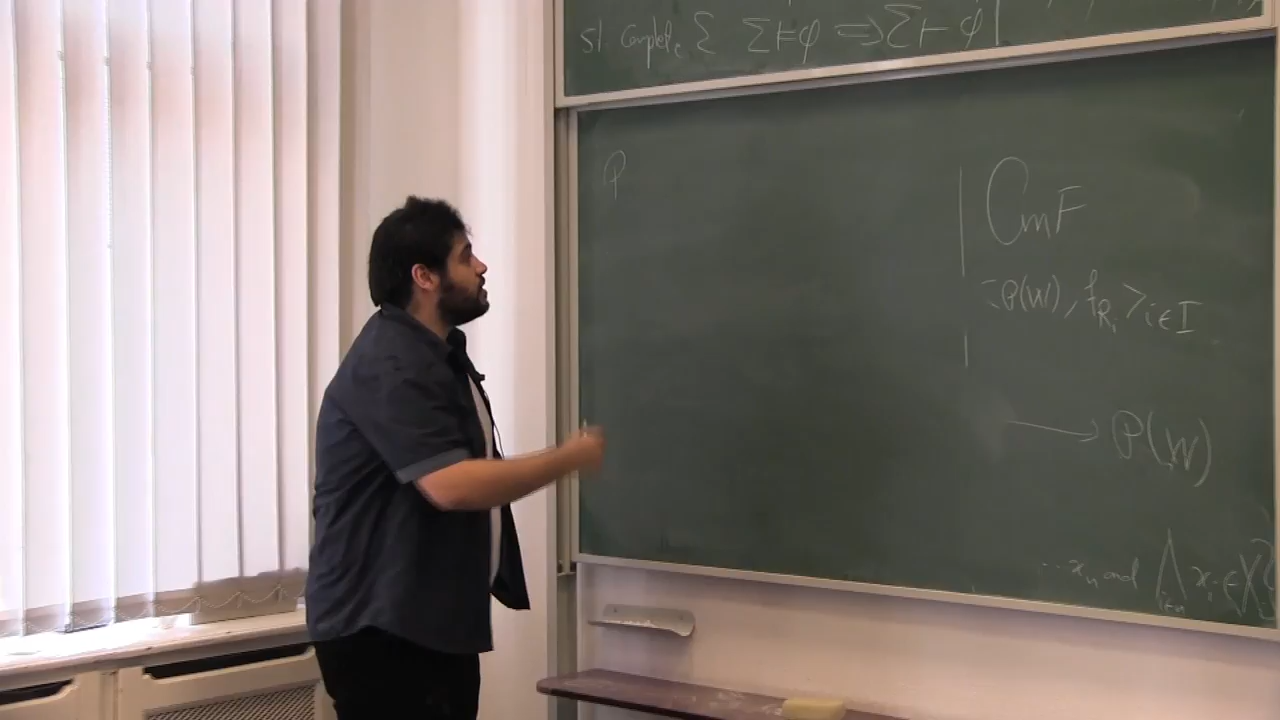 S! Complete Σ Σ⊢φ ⟹ Σ⊢φ
P
CmF
P(W), f_{R_i} >_{i∈I}
⟶ P(W)
...x_n and ⋀_{i≤n} x_i ∈ X}